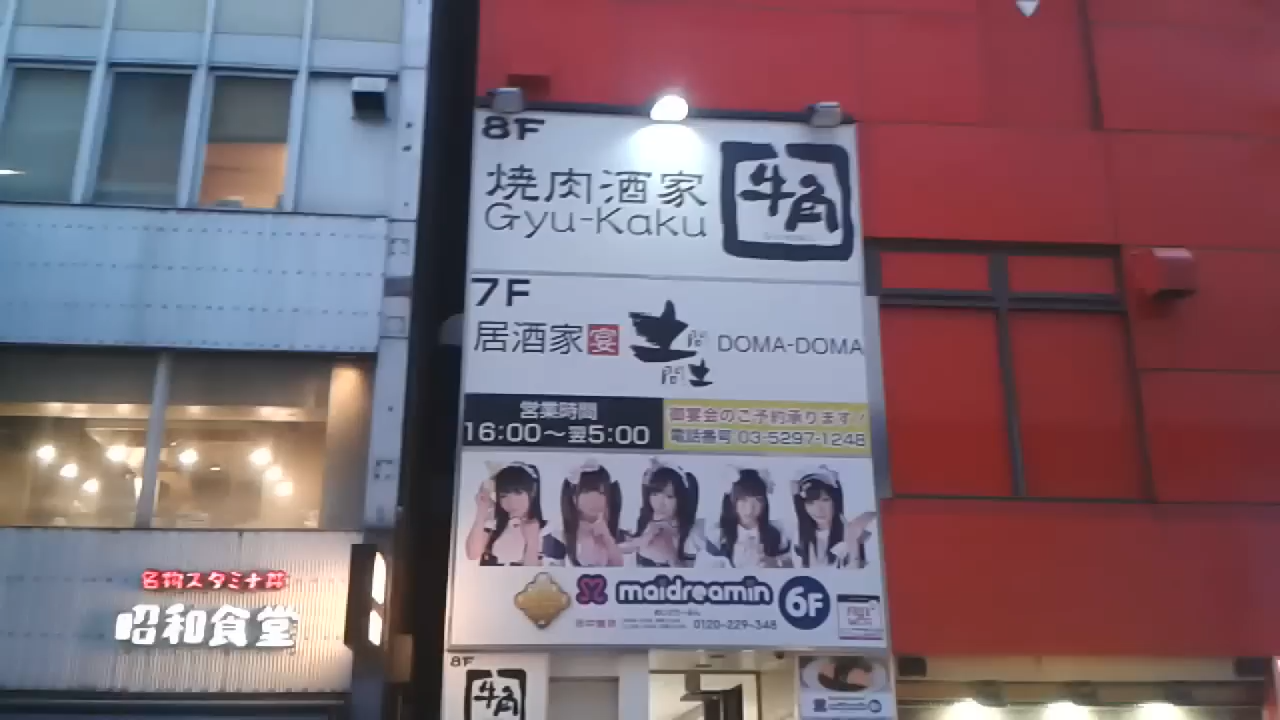 8F
焼肉酒家
Gyu-Kaku
牛角
7F
居酒家 宴 土間 間土 DOMA-DOMA
営業時間
16:00～翌5:00
御宴会のご予約承ります!
電話番号 03-5297-1248
maidreamin
6F
0120-229-348
FREE
8F
牛角
名物スタミナ丼
昭和食堂